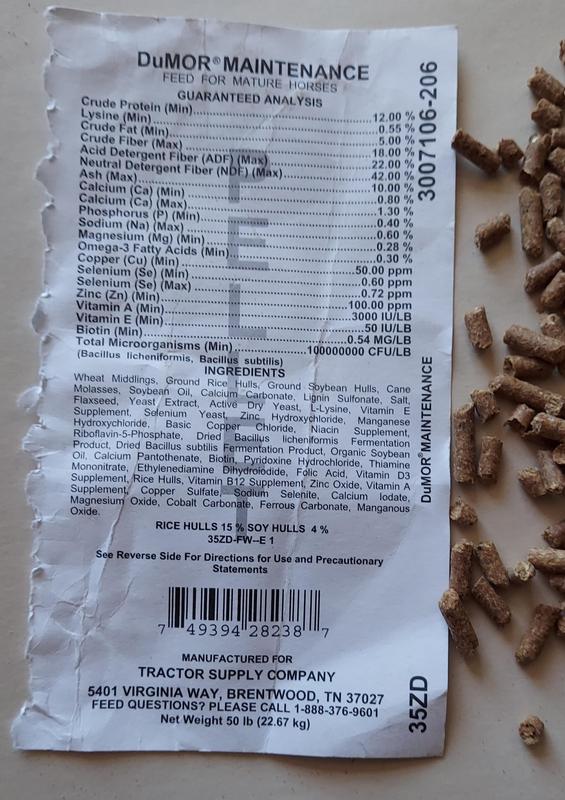 DuMOR® MAINTENANCE
FEED FOR MATURE HORSES
GUARANTEED ANALYSIS
Crude Protein (Min)..........12.00 %
Lysine (Min)..........0.55 %
Crude Fat (Min)..........5.00 %
Crude Fiber (Max)..........18.00 %
Acid Detergent Fiber (ADF) (Max)..........22.00 %
Neutral Detergent Fiber (NDF) (Max)..........42.00 %
Ash (Max)..........10.00 %
Calcium (Ca) (Min)..........0.80 %
Calcium (Ca) (Max)..........1.30 %
Phosphorus (P) (Min)..........0.40 %
Sodium (Na) (Max)..........0.60 %
Magnesium (Mg) (Min)..........0.28 %
Omega-3 Fatty Acids (Min)..........0.30 %
Copper (Cu) (Min)..........50.00 ppm
Selenium (Se) (Min)..........0.60 ppm
Selenium (Se) (Max)..........0.72 ppm
Zinc (Zn) (Min)..........100.00 ppm
Vitamin A (Min)..........3000 IU/LB
Vitamin E (Min)..........50 IU/LB
Biotin (Min)..........0.54 MG/LB
Total Microorganisms (Min)..........100000000 CFU/LB
(Bacillus licheniformis, Bacillus subtilis)
INGREDIENTS
Wheat Middlings, Ground Rice Hulls, Ground Soybean Hulls, Cane
Molasses, Soybean Oil, Calcium Carbonate, Lignin Sulfonate, Salt,
Flaxseed, Yeast Extract, Active Dry Yeast, L-Lysine, Vitamin E
Supplement, Selenium Yeast, Zinc Hydroxychloride, Manganese
Hydroxychloride, Basic Copper Chloride, Niacin Supplement,
Riboflavin-5-Phosphate, Dried Bacillus licheniformis Fermentation
Product, Dried Bacillus subtilis Fermentation Product, Organic Soybean
Oil, Calcium Pantothenate, Biotin, Pyridoxine Hydrochloride, Thiamine
Mononitrate, Ethylenediamine Dihydroiodide, Folic Acid, Vitamin D3
Supplement, Rice Hulls, Vitamin B12 Supplement, Zinc Oxide, Vitamin A
Supplement, Copper Sulfate, Sodium Selenite, Calcium Iodate,
Magnesium Oxide, Cobalt Carbonate, Ferrous Carbonate, Manganous
Oxide.
RICE HULLS 15 % SOY HULLS 4 %
35ZD-FW--E 1
See Reverse Side For Directions for Use and Precautionary
Statements
7 49394 28238 7
MANUFACTURED FOR
TRACTOR SUPPLY COMPANY
5401 VIRGINIA WAY, BRENTWOOD, TN 37027
FEED QUESTIONS? PLEASE CALL 1-888-376-9601
Net Weight 50 lb (22.67 kg)
3007106-206
DuMOR® MAINTENANCE
35ZD